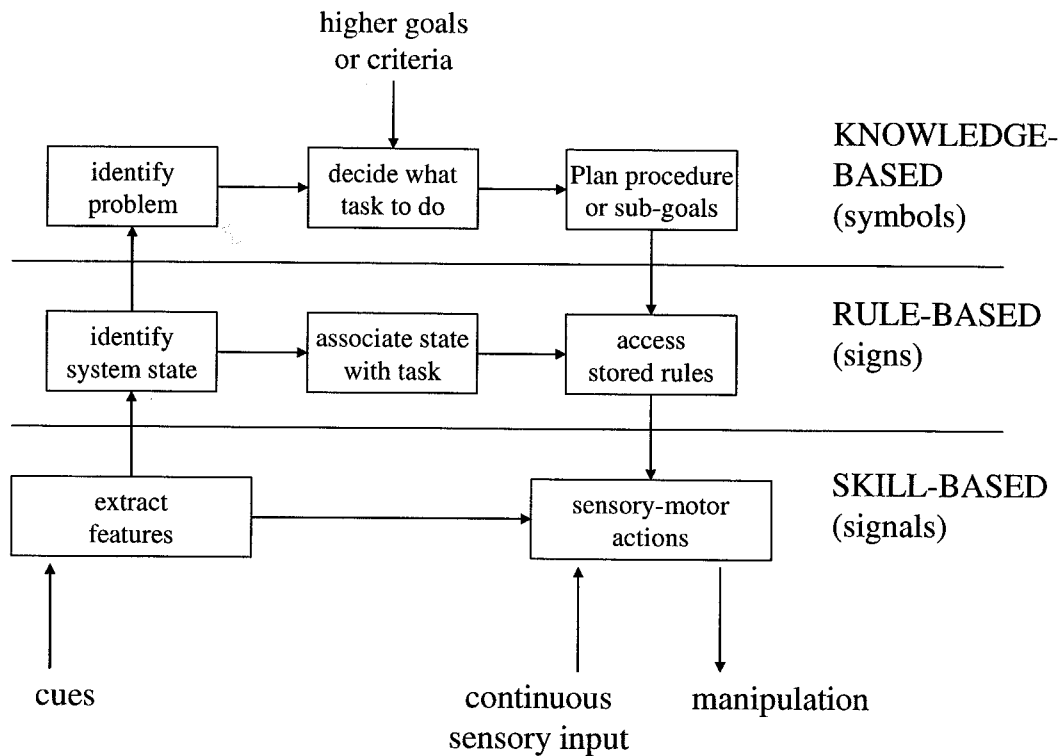 higher goals
or criteria
identify
problem
decide what
task to do
Plan procedure
or sub-goals
KNOWLEDGE-
BASED
(symbols)
identify
system state
associate state
with task
access
stored rules
RULE-BASED
(signs)
extract
features
sensory-motor
actions
SKILL-BASED
(signals)
cues
continuous
sensory input
manipulation